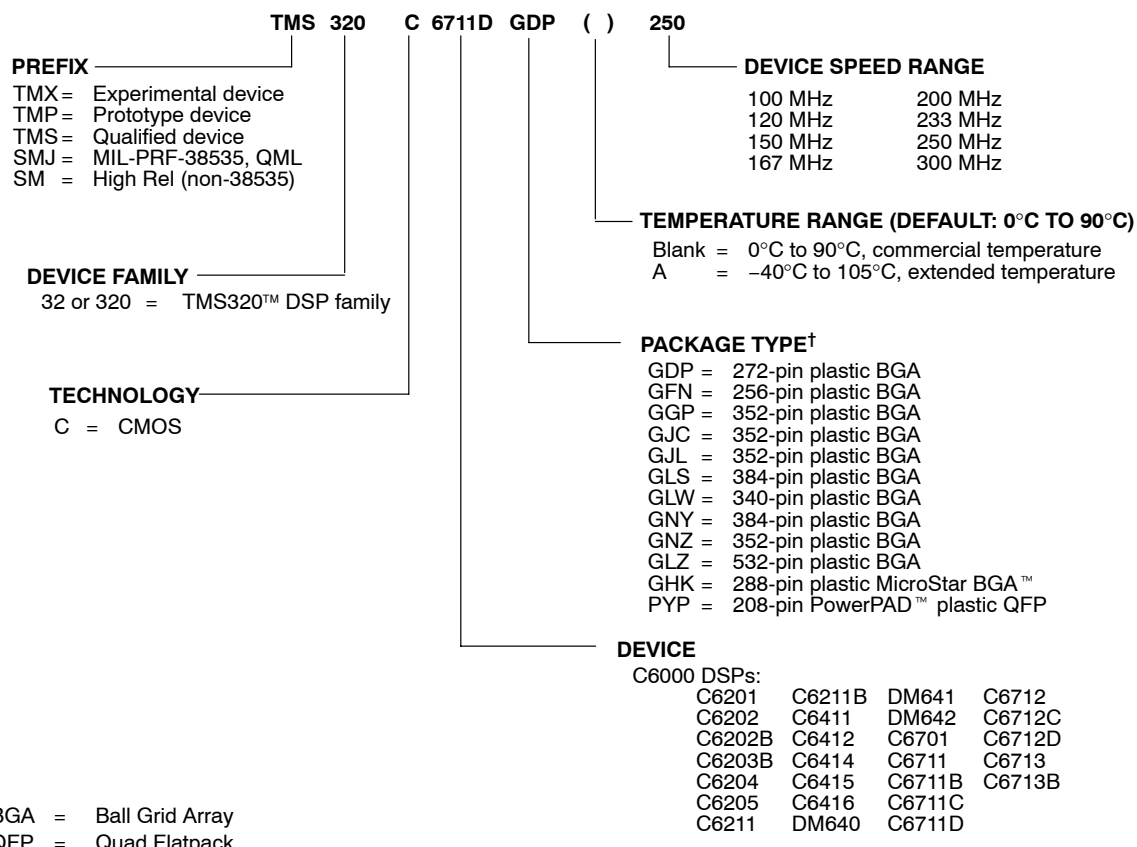 TMS 320 C 6711D GDP ( ) 250
PREFIX
TMX = Experimental device
TMP = Prototype device
TMS = Qualified device
SMJ = MIL-PRF-38535, QML
SM = High Rel (non-38535)
DEVICE SPEED RANGE
100 MHz 200 MHz
120 MHz 233 MHz
150 MHz 250 MHz
167 MHz 300 MHz
TEMPERATURE RANGE (DEFAULT: 0°C TO 90°C)
Blank = 0°C to 90°C, commercial temperature
A = −40°C to 105°C, extended temperature
DEVICE FAMILY
32 or 320 = TMS320™ DSP family
PACKAGE TYPE†
GDP = 272-pin plastic BGA
GFN = 256-pin plastic BGA
GGP = 352-pin plastic BGA
GJC = 352-pin plastic BGA
GJL = 352-pin plastic BGA
GLS = 384-pin plastic BGA
GLW = 340-pin plastic BGA
GNY = 384-pin plastic BGA
GNZ = 352-pin plastic BGA
GLZ = 532-pin plastic BGA
GHK = 288-pin plastic MicroStar BGA™
PYP = 208-pin PowerPAD™ plastic QFP
TECHNOLOGY
C = CMOS
DEVICE
C6000 DSPs:
C6201 C6211B DM641 C6712
C6202 C6411 DM642 C6712C
C6202B C6412 C6701 C6712D
C6203B C6414 C6711 C6713
C6204 C6415 C6711B C6713B
C6205 C6416 C6711C
C6211 DM640 C6711D
BGA = Ball Grid Array
QFP = Quad Flatpack